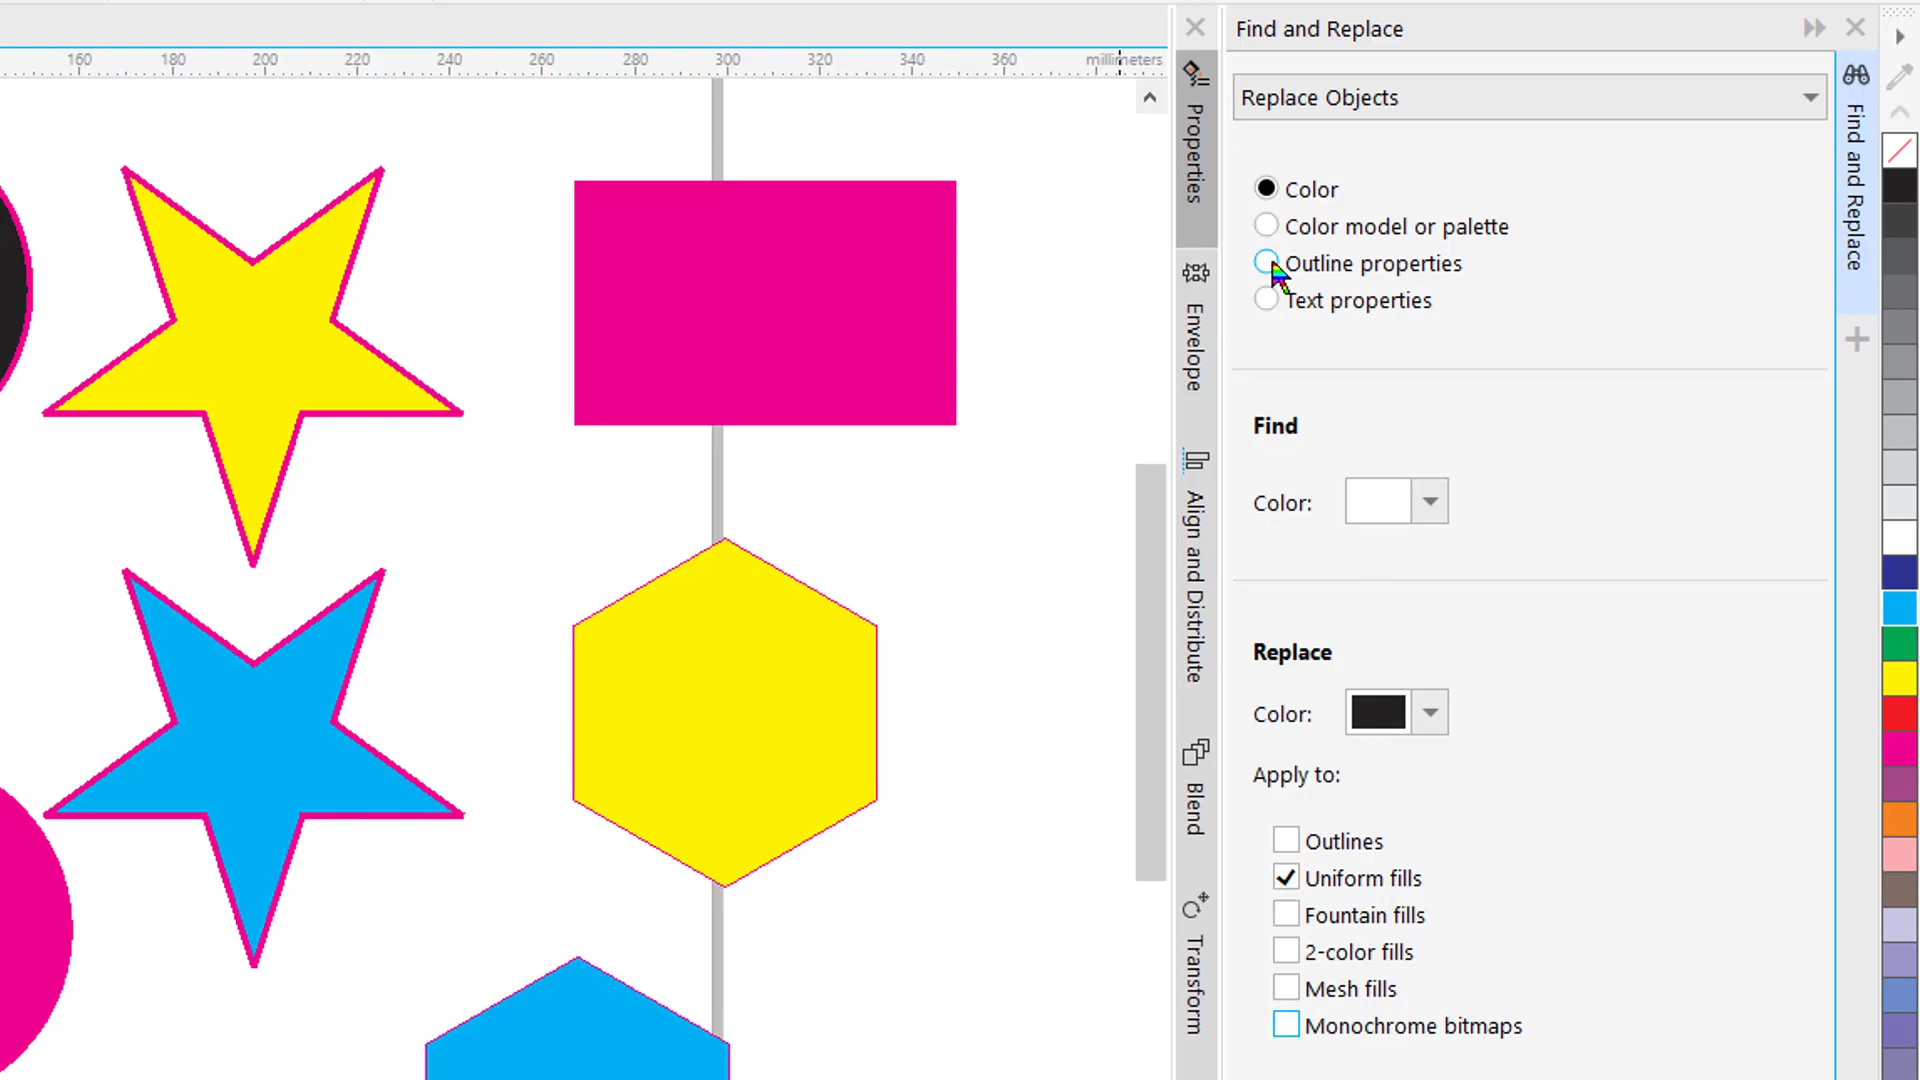 Find and Replace
160 180 200 220 240 260 280 300 320 340 360 millimeters
Replace Objects
Color
Color model or palette
Outline properties
Text properties
Find
Color:
Replace
Color:
Apply to:
Outlines
Uniform fills
Fountain fills
2-color fills
Mesh fills
Monochrome bitmaps
Properties
Envelope
Align and Distribute
Blend
Transform
Find and Replace